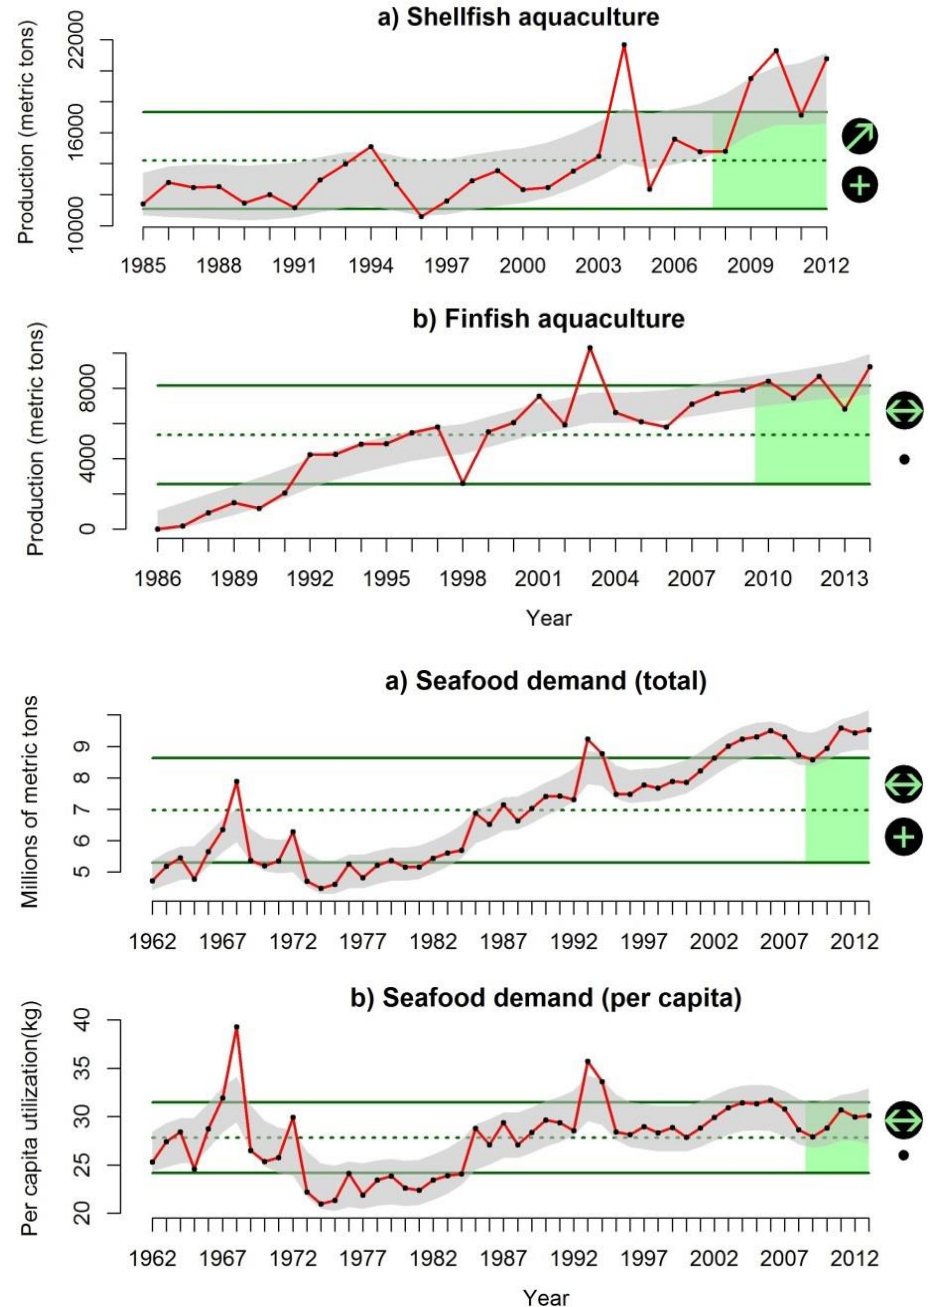 a) Shellfish aquaculture
Production (metric tons)
22000
16000
10000
1985 1988 1991 1994 1997 2000 2003 2006 2009 2012
b) Finfish aquaculture
Production (metric tons)
8000
4000
0
1986 1989 1992 1995 1998 2001 2004 2007 2010 2013
Year
a) Seafood demand (total)
Millions of metric tons
9
8
7
6
5
1962 1967 1972 1977 1982 1987 1992 1997 2002 2007 2012
b) Seafood demand (per capita)
Per capita utilization(kg)
40
35
30
25
20
1962 1967 1972 1977 1982 1987 1992 1997 2002 2007 2012
Year